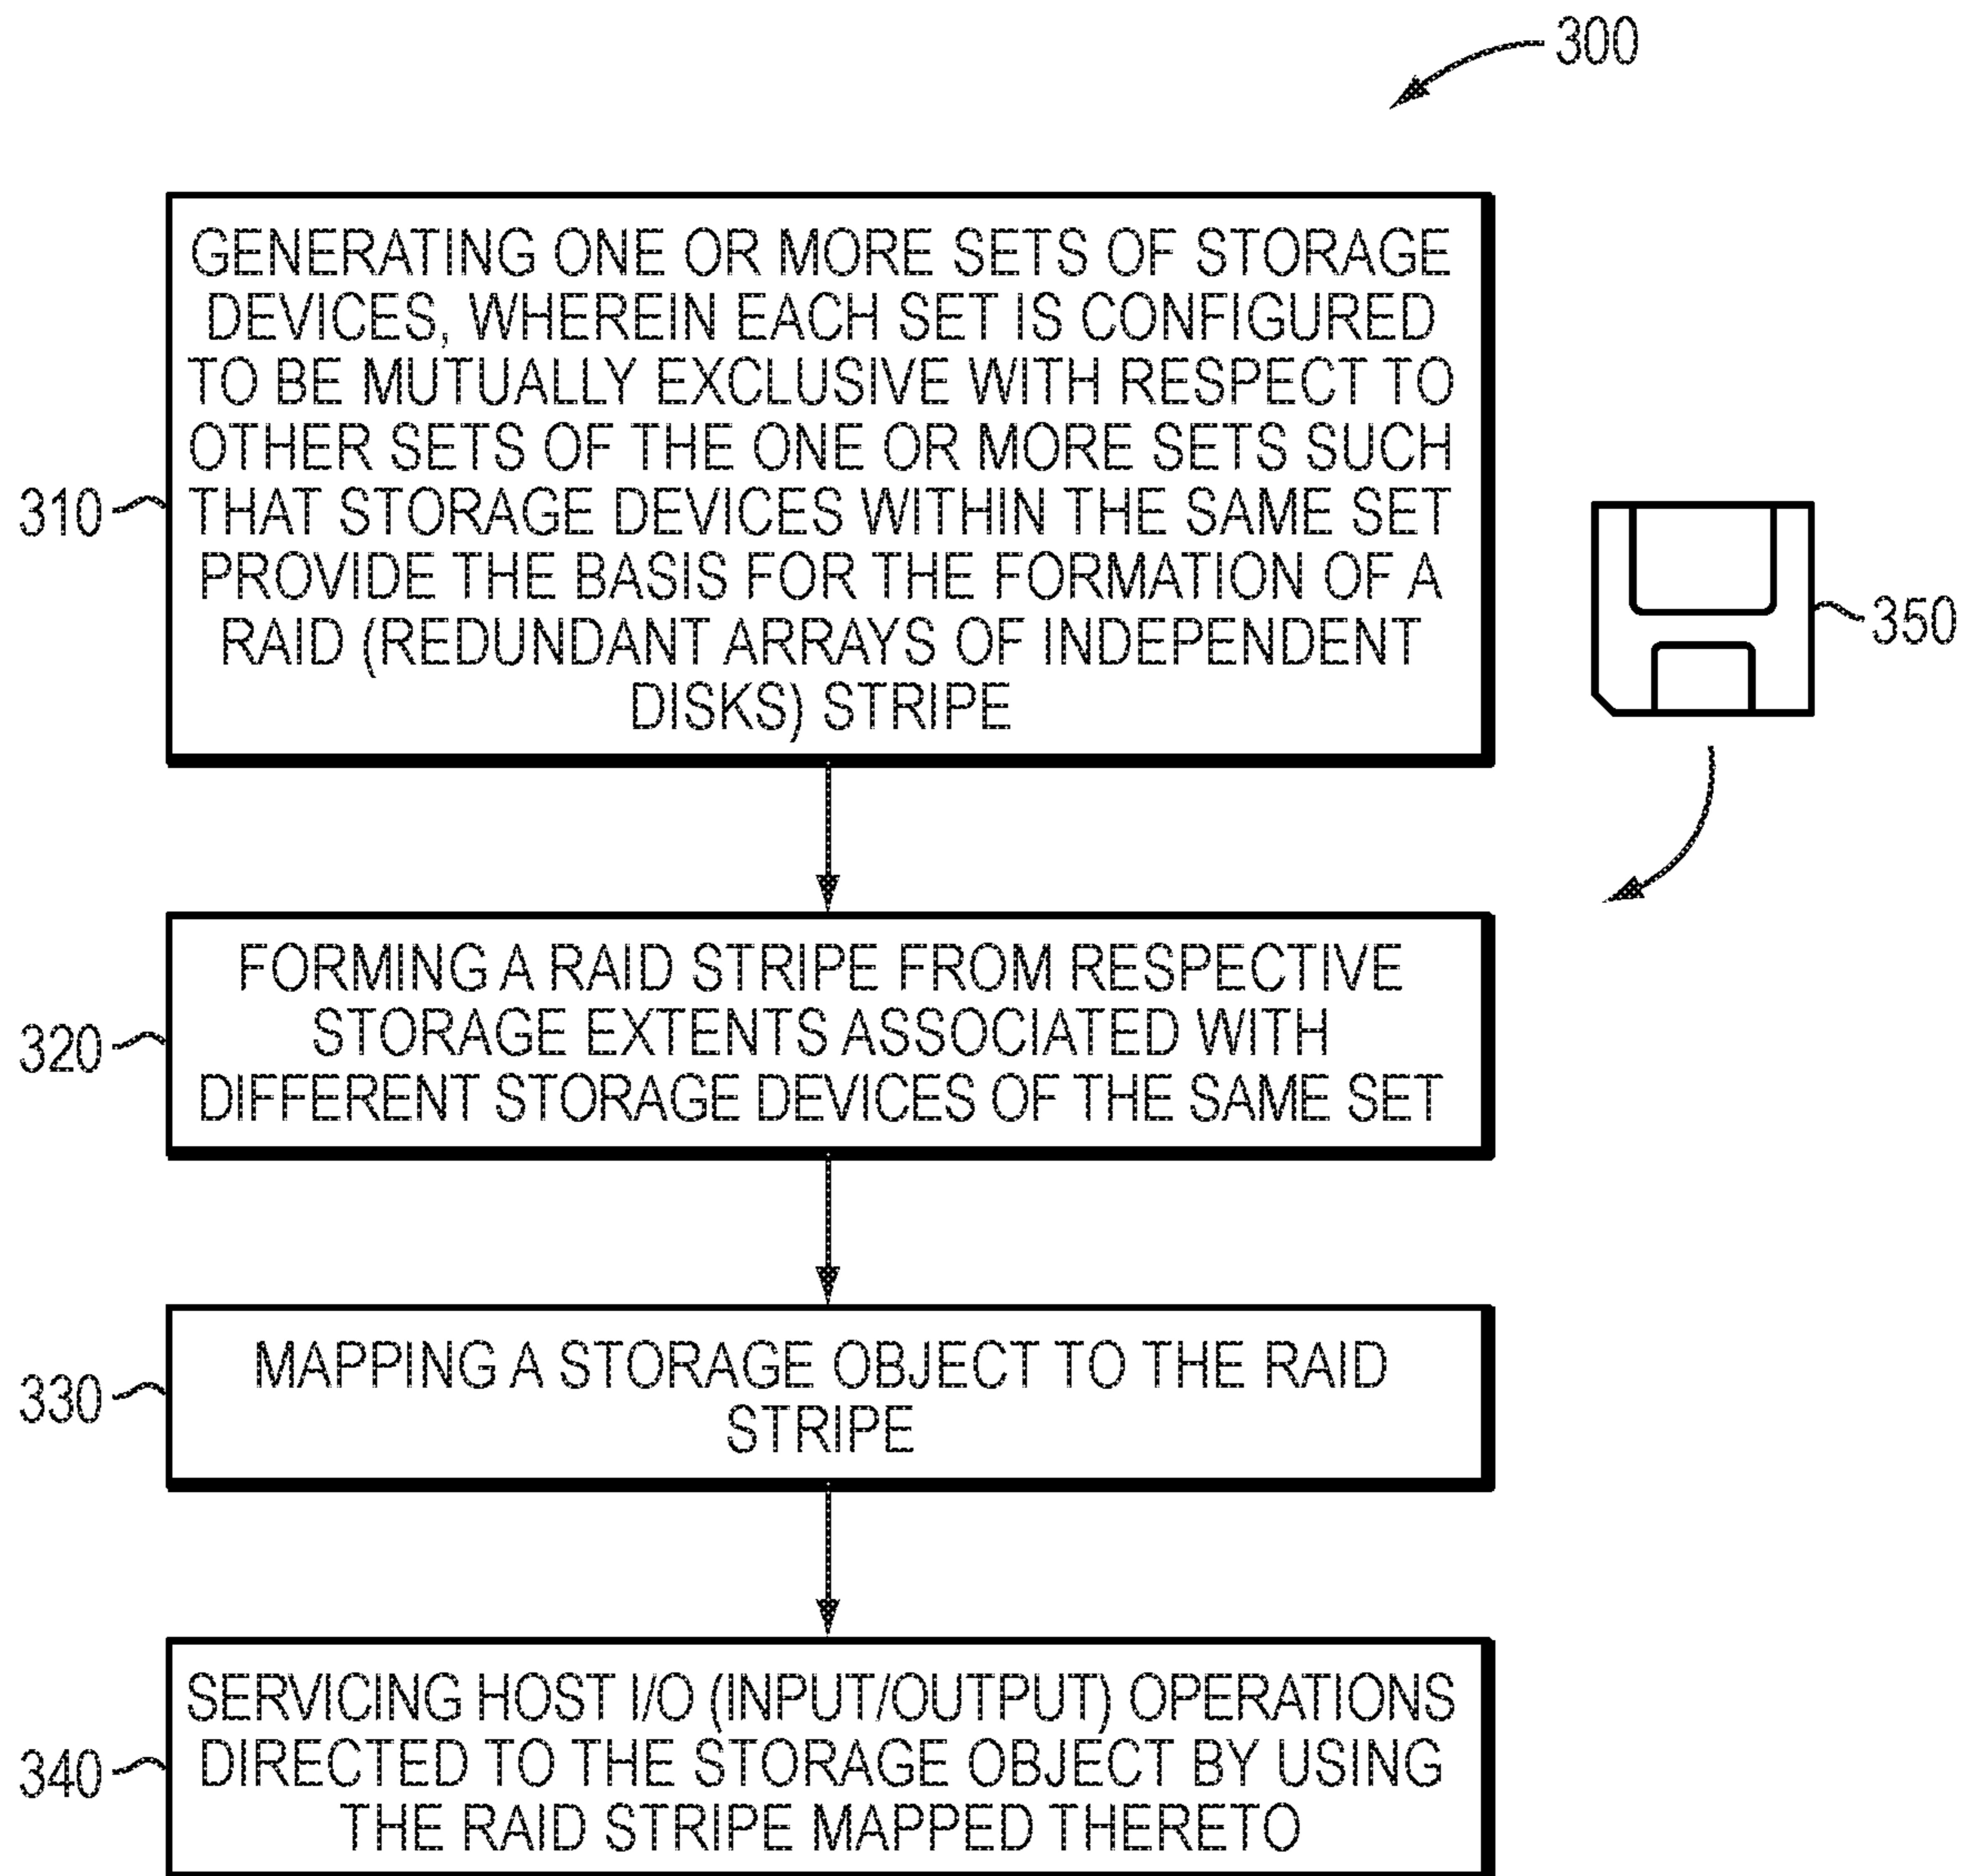 300
GENERATING ONE OR MORE SETS OF STORAGE
DEVICES, WHEREIN EACH SET IS CONFIGURED
TO BE MUTUALLY EXCLUSIVE WITH RESPECT TO
OTHER SETS OF THE ONE OR MORE SETS SUCH
THAT STORAGE DEVICES WITHIN THE SAME SET
PROVIDE THE BASIS FOR THE FORMATION OF A
RAID (REDUNDANT ARRAYS OF INDEPENDENT
DISKS) STRIPE
310
350
FORMING A RAID STRIPE FROM RESPECTIVE
STORAGE EXTENTS ASSOCIATED WITH
DIFFERENT STORAGE DEVICES OF THE SAME SET
320
MAPPING A STORAGE OBJECT TO THE RAID
STRIPE
330
SERVICING HOST I/O (INPUT/OUTPUT) OPERATIONS
DIRECTED TO THE STORAGE OBJECT BY USING
THE RAID STRIPE MAPPED THERETO
340